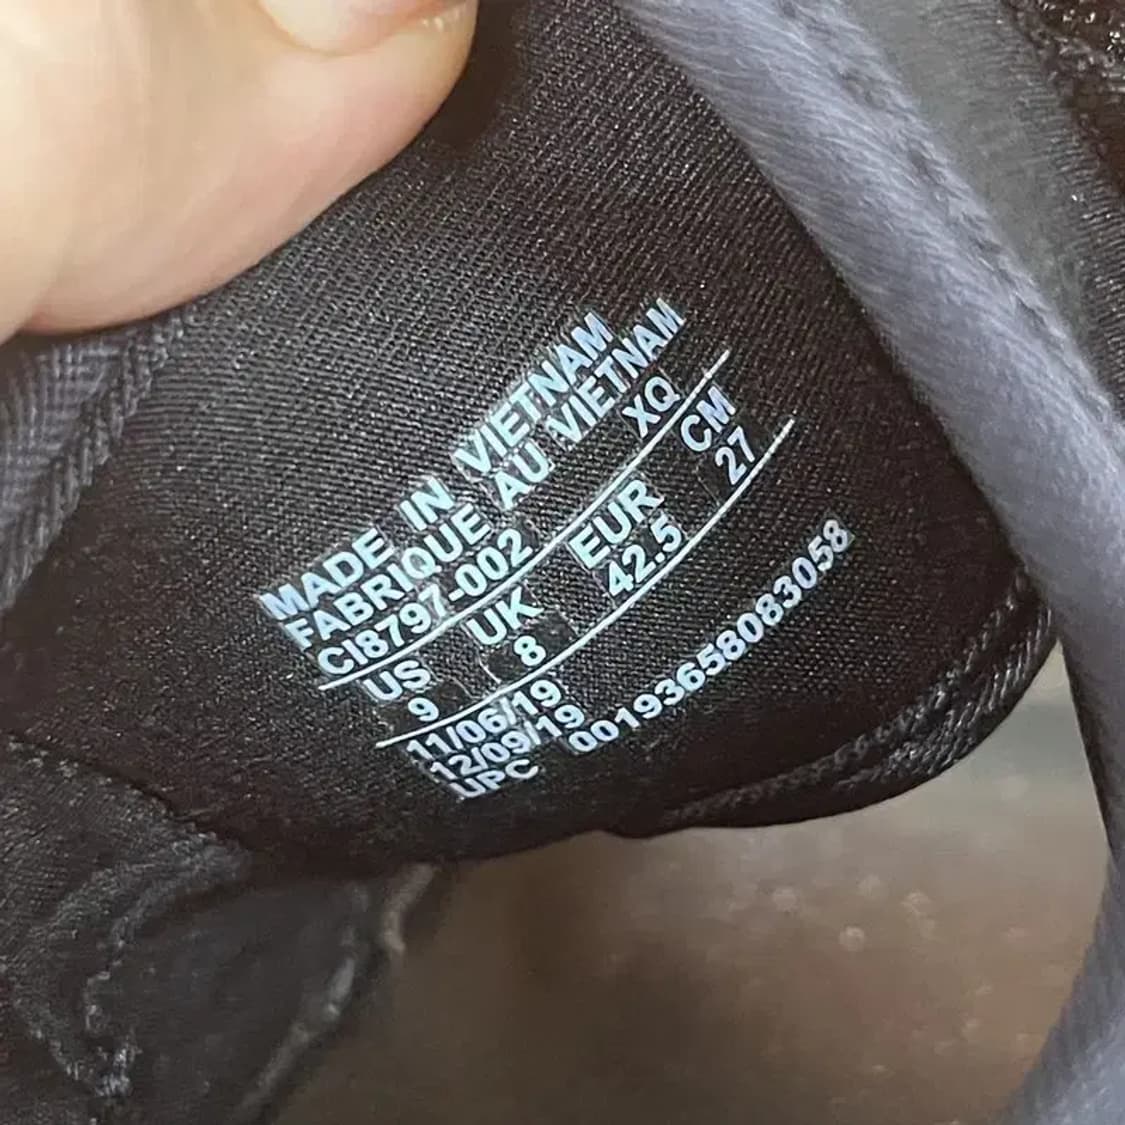 MADE IN VIETNAM
FABRIQUE AU VIETNAM
CI8797-002 XQ
US UK EUR CM
9 8 42.5 27
11/06/19
12/09/19
UPC 00193658083058